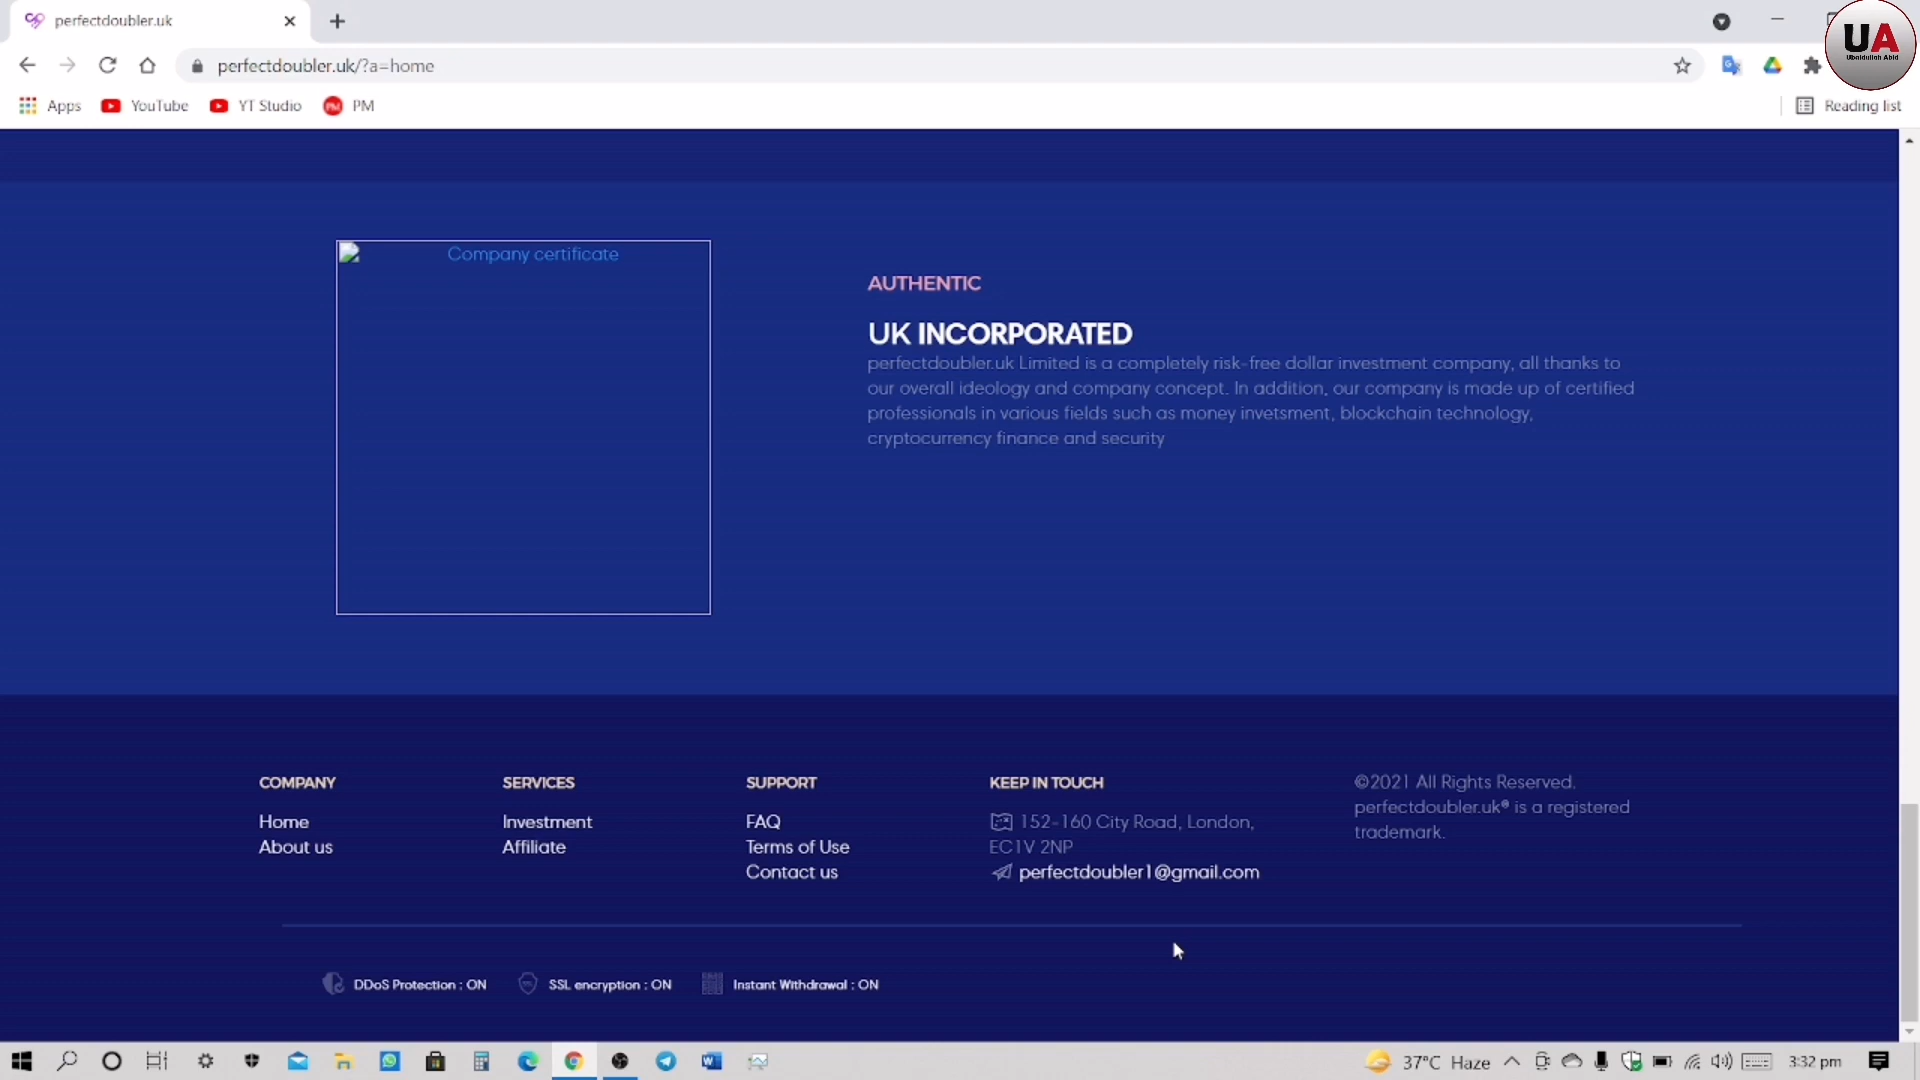 perfectdoubler.uk
UA
Ubaidullah Abid
perfectdoubler.uk/?a=home
Apps
YouTube
YT Studio
PM
PM
Reading list
Company certificate
AUTHENTIC
UK INCORPORATED
perfectdoubler.uk Limited is a completely risk-free dollar investment company, all thanks to
our overall ideology and company concept. In addition, our company is made up of certified
professionals in various fields such as money invetsment, blockchain technology,
cryptocurrency finance and security
COMPANY
Home
About us
SERVICES
Investment
Affiliate
SUPPORT
FAQ
Terms of Use
Contact us
KEEP IN TOUCH
152-160 City Road, London,
EC1V 2NP
perfectdoubler1@gmail.com
©2021 All Rights Reserved.
perfectdoubler.uk® is a registered
trademark.
DDoS Protection : ON
SSL encryption : ON
Instant Withdrawal : ON
37°C Haze
3:32 pm